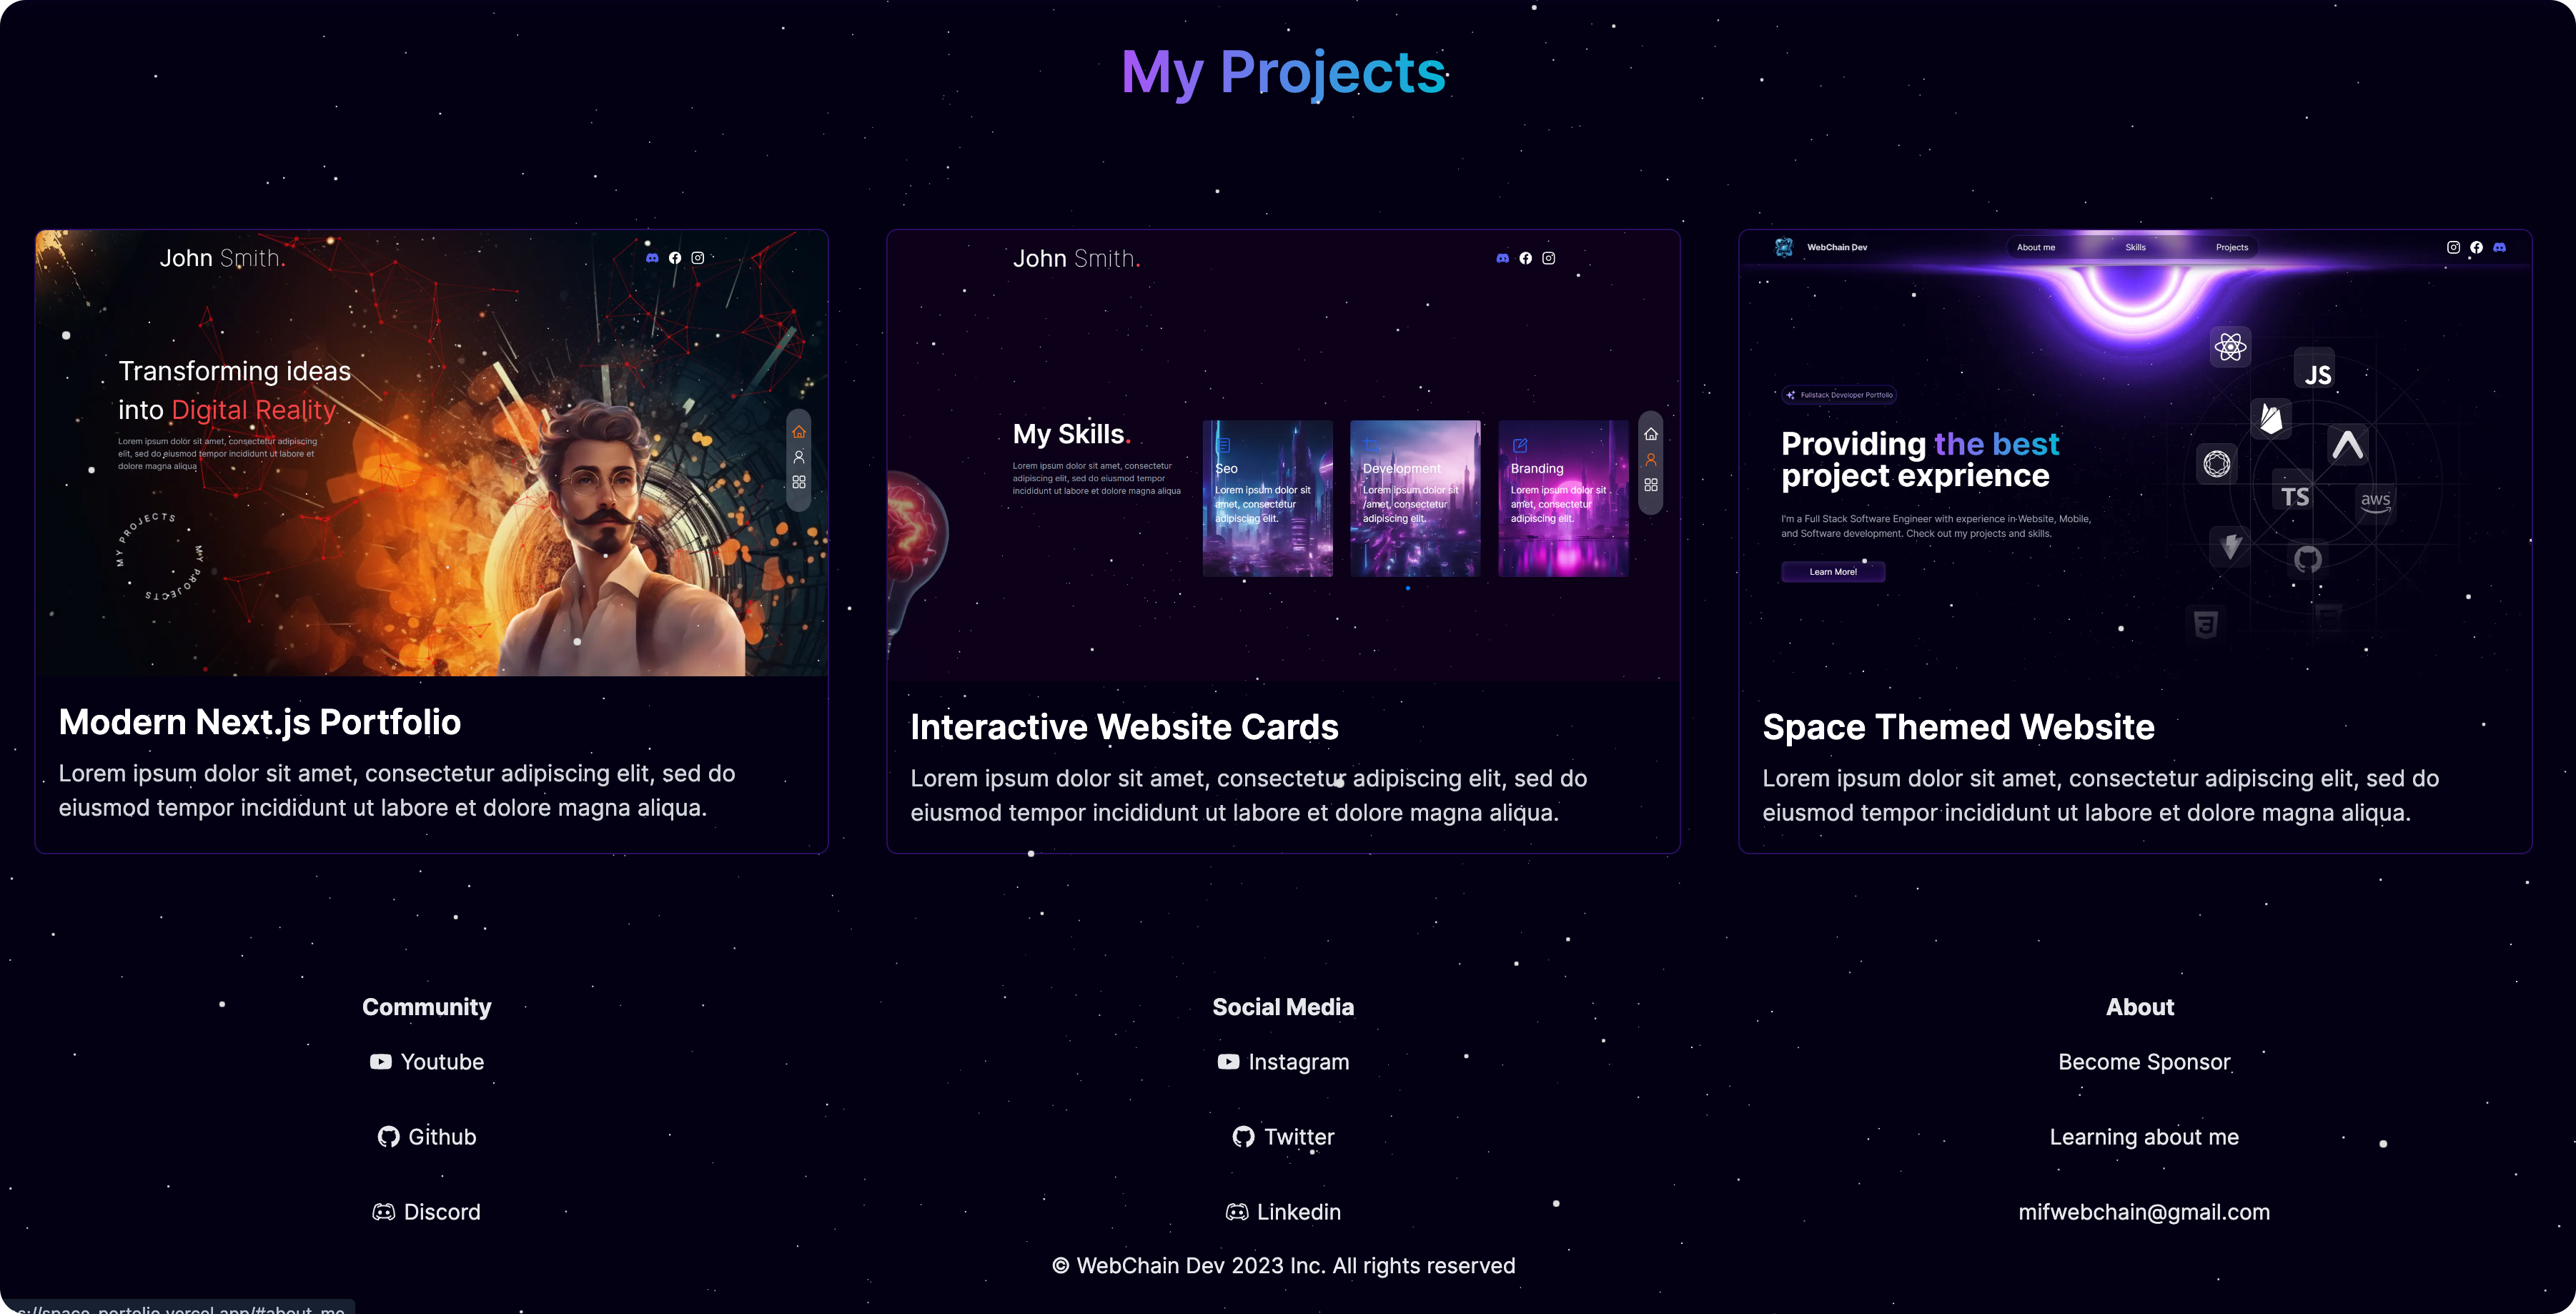 My Projects
John Smith.
Transforming ideas
into Digital Reality
Lorem ipsum dolor sit amet, consectetur adipiscing
elit, sed do eiusmod tempor incididunt ut labore et
dolore magna aliqua
MY PROJECTS MY PROJECTS
Modern Next.js Portfolio
Lorem ipsum dolor sit amet, consectetur adipiscing elit, sed do
eiusmod tempor incididunt ut labore et dolore magna aliqua.
John Smith.
My Skills.
Lorem ipsum dolor sit amet, consectetur
adipiscing elit, sed do eiusmod tempor
incididunt ut labore et dolore magna aliqua
Seo
Lorem ipsum dolor sit
amet, consectetur
adipiscing elit.
Development
Lorem ipsum dolor sit
amet, consectetur
adipiscing elit.
Branding
Lorem ipsum dolor sit
amet, consectetur
adipiscing elit.
Interactive Website Cards
Lorem ipsum dolor sit amet, consectetur adipiscing elit, sed do
eiusmod tempor incididunt ut labore et dolore magna aliqua.
WebChain Dev
About me
Skills
Projects
Fullstack Developer Portfolio
Providing the best
project exprience
I'm a Full Stack Software Engineer with experience in Website, Mobile,
and Software development. Check out my projects and skills.
Learn More!
JS
TS
aws
3
Space Themed Website
Lorem ipsum dolor sit amet, consectetur adipiscing elit, sed do
eiusmod tempor incididunt ut labore et dolore magna aliqua.
Community
Youtube
Github
Discord
Social Media
Instagram
Twitter
Linkedin
About
Become Sponsor
Learning about me
mifwebchain@gmail.com
© WebChain Dev 2023 Inc. All rights reserved